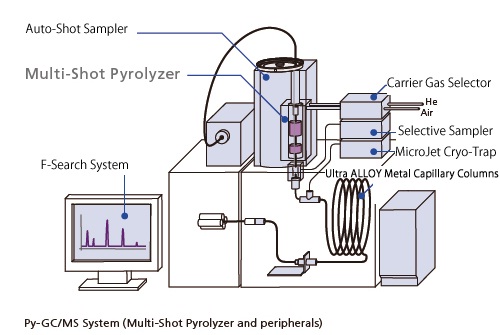 Auto-Shot Sampler
Multi-Shot Pyrolyzer
Carrier Gas Selector
He
Air
Selective Sampler
MicroJet Cryo-Trap
F-Search System
Ultra ALLOY Metal Capillary Columns
Py-GC/MS System (Multi-Shot Pyrolyzer and peripherals)